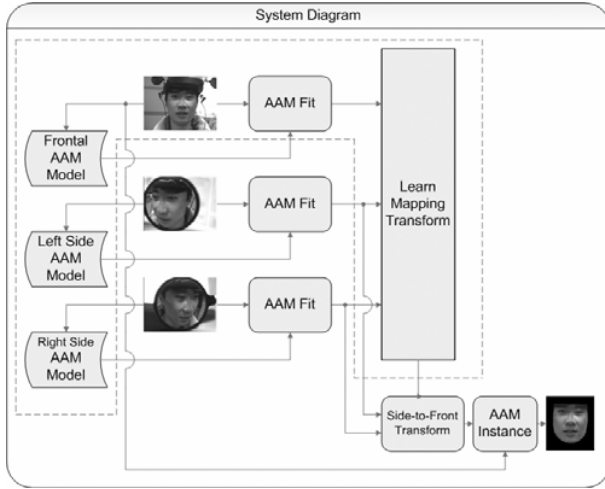 System Diagram
AAM Fit
Frontal
AAM
Model
AAM Fit
Left Side
AAM
Model
Learn
Mapping
Transform
AAM Fit
Right Side
AAM
Model
Side-to-Front
Transform
AAM
Instance